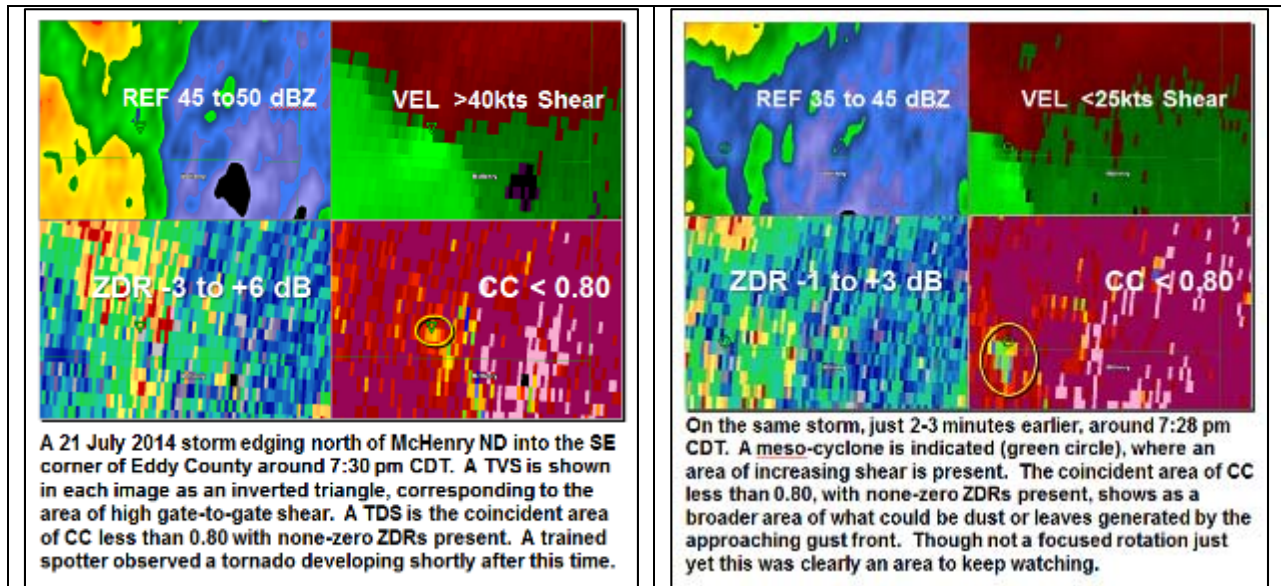 REF 45 to50 dBZ
VEL >40kts Shear
ZDR -3 to +6 dB
CC < 0.80
A 21 July 2014 storm edging north of McHenry ND into the SE
corner of Eddy County around 7:30 pm CDT. A TVS is shown
in each image as an inverted triangle, corresponding to the
area of high gate-to-gate shear. A TDS is the coincident area
of CC less than 0.80 with none-zero ZDRs present. A trained
spotter observed a tornado developing shortly after this time.
REF 35 to 45 dBZ
VEL <25kts Shear
ZDR -1 to +3 dB
CC < 0.80
On the same storm, just 2-3 minutes earlier, around 7:28 pm
CDT. A meso-cyclone is indicated (green circle), where an
area of increasing shear is present. The coincident area of CC
less than 0.80, with none-zero ZDRs present, shows as a
broader area of what could be dust or leaves generated by the
approaching gust front. Though not a focused rotation just
yet this was clearly an area to keep watching.